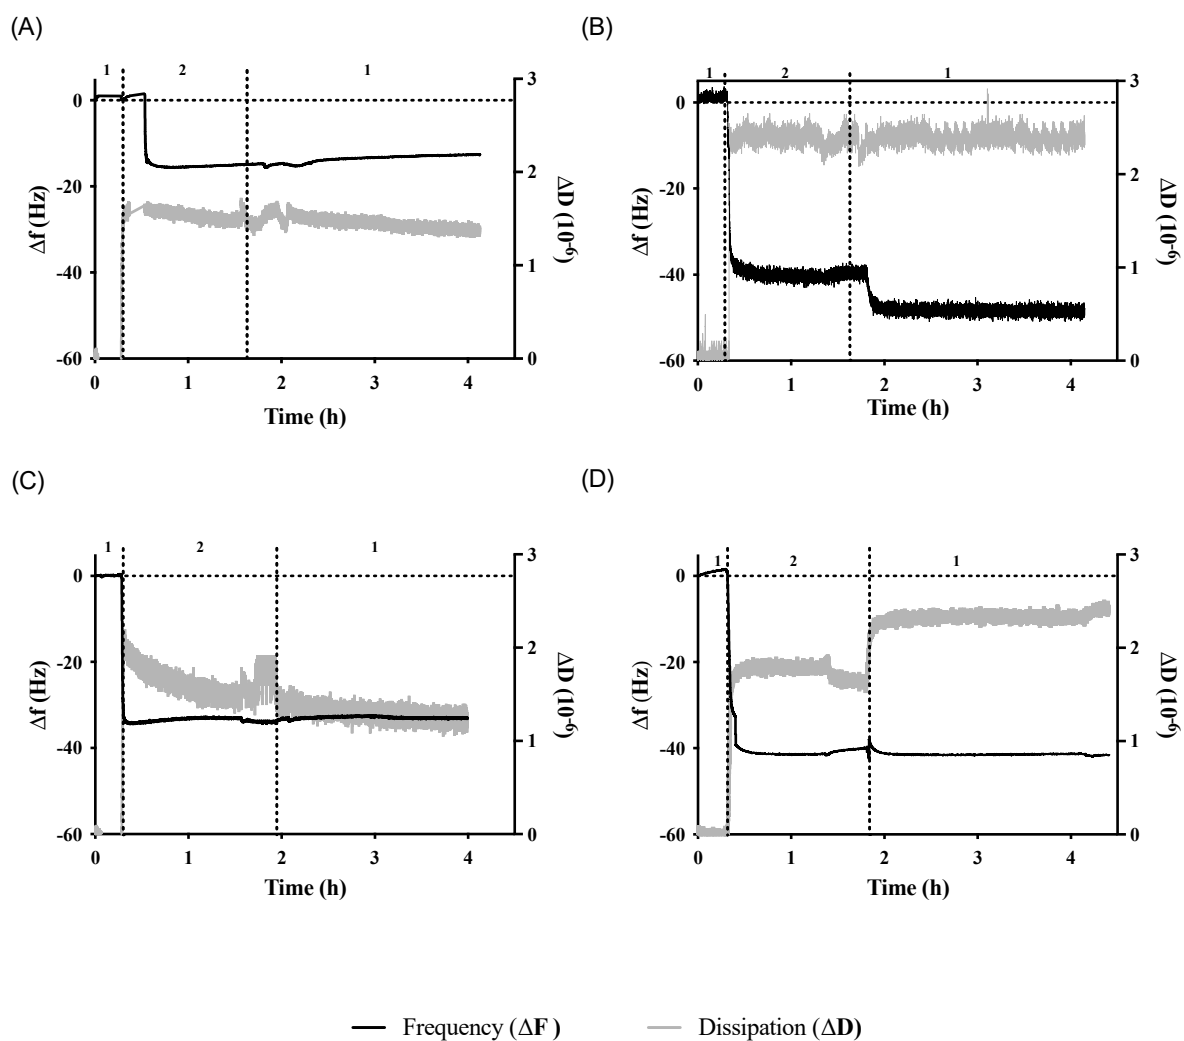 (A)
(B)
1 2 1
1 2 1
0
-20
-40
-60
Δf (Hz)
3
2
1
0
ΔD (10-6)
0 1 2 3 4
Time (h)
0
-20
-40
-60
Δf (Hz)
3
2
1
0
ΔD (10-6)
0 1 2 3 4
Time (h)
(C)
(D)
1 2 1
1 2 1
0
-20
-40
-60
Δf (Hz)
3
2
1
0
ΔD (10-6)
0 1 2 3 4
Time (h)
0
-20
-40
-60
Δf (Hz)
3
2
1
0
ΔD (10-6)
0 1 2 3 4
Time (h)
Frequency (ΔF ) Dissipation (ΔD)